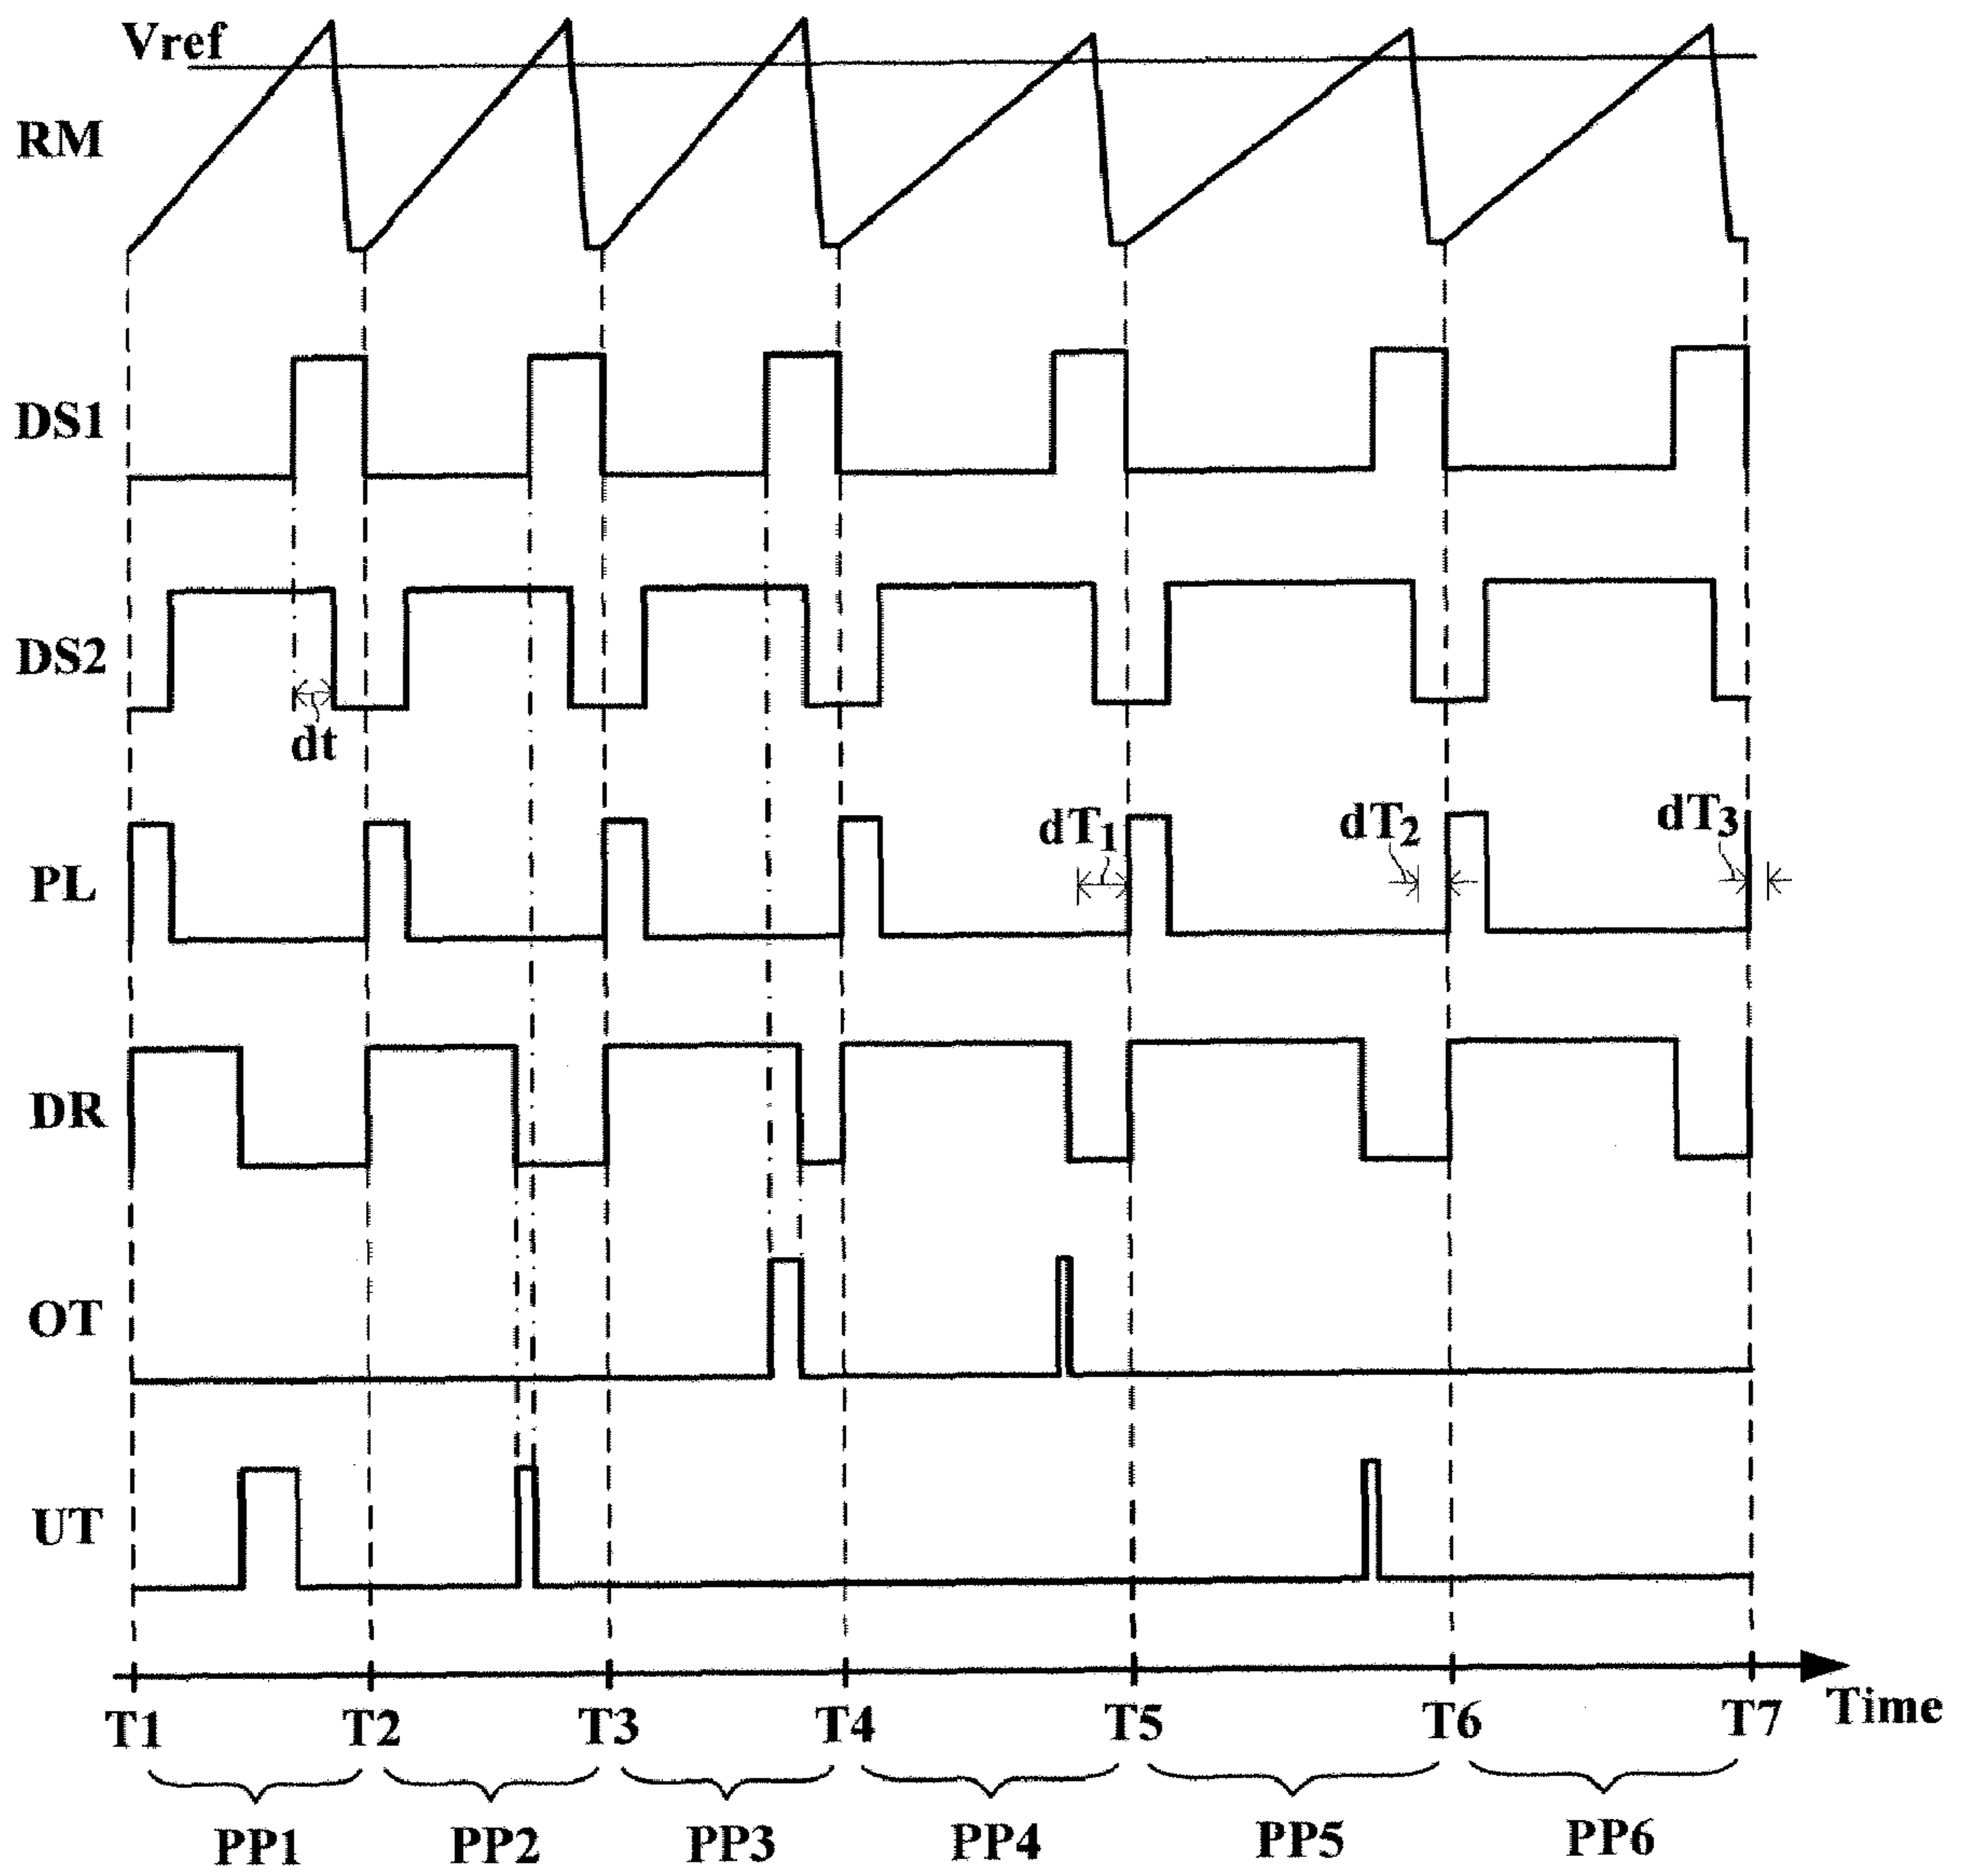 Vref
RM
DS1
DS2
dt
PL
dT1 dT2 dT3
DR
OT
UT
T1 T2 T3 T4 T5 T6 T7 Time
PP1 PP2 PP3 PP4 PP5 PP6